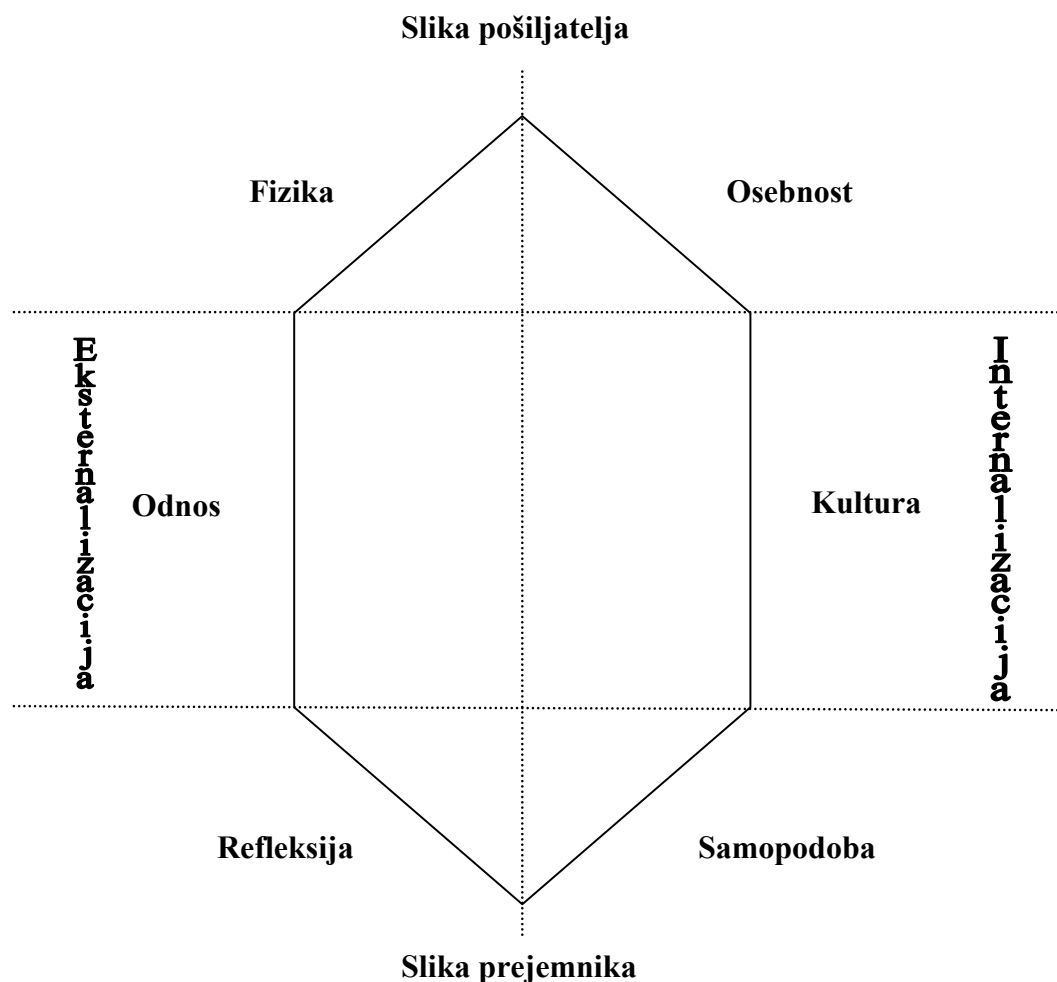 Slika pošiljatelja
Fizika
Osebnost
Eksternalizacija
Internalizacija
Odnos
Kultura
Refleksija
Samopodoba
Slika prejemnika